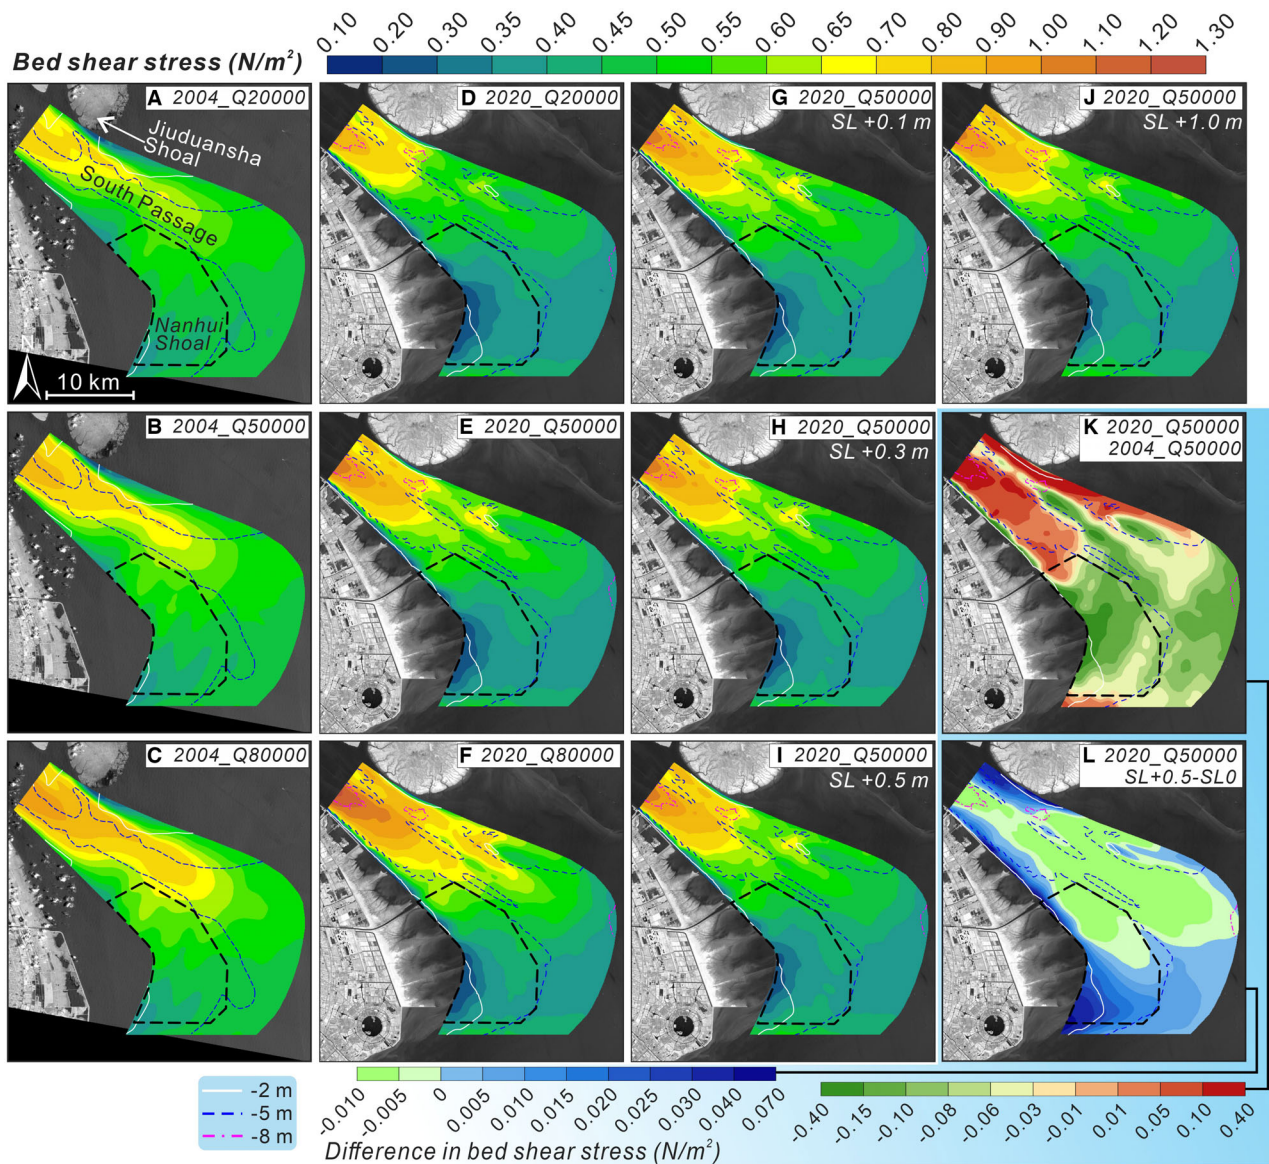 Bed shear stress (N/m²)
0.10 0.20 0.30 0.35 0.40 0.45 0.50 0.55 0.60 0.65 0.70 0.80 0.90 1.00 1.10 1.20 1.30
A 2004_Q20000
Jiuduansha
Shoal
South Passage
Nanhui
Shoal
N
10 km
D 2020_Q20000
G 2020_Q50000
SL +0.1 m
J 2020_Q50000
SL +1.0 m
B 2004_Q50000
E 2020_Q50000
H 2020_Q50000
SL +0.3 m
K 2020_Q50000
2004_Q50000
C 2004_Q80000
F 2020_Q80000
I 2020_Q50000
SL +0.5 m
L 2020_Q50000
SL+0.5-SL0
-2 m
-5 m
-8 m
-0.010 -0.005 0 0.005 0.010 0.015 0.020 0.025 0.030 0.040 0.070
-0.40 -0.15 -0.10 -0.08 -0.06 -0.03 -0.01 0.01 0.05 0.10 0.40
Difference in bed shear stress (N/m²)